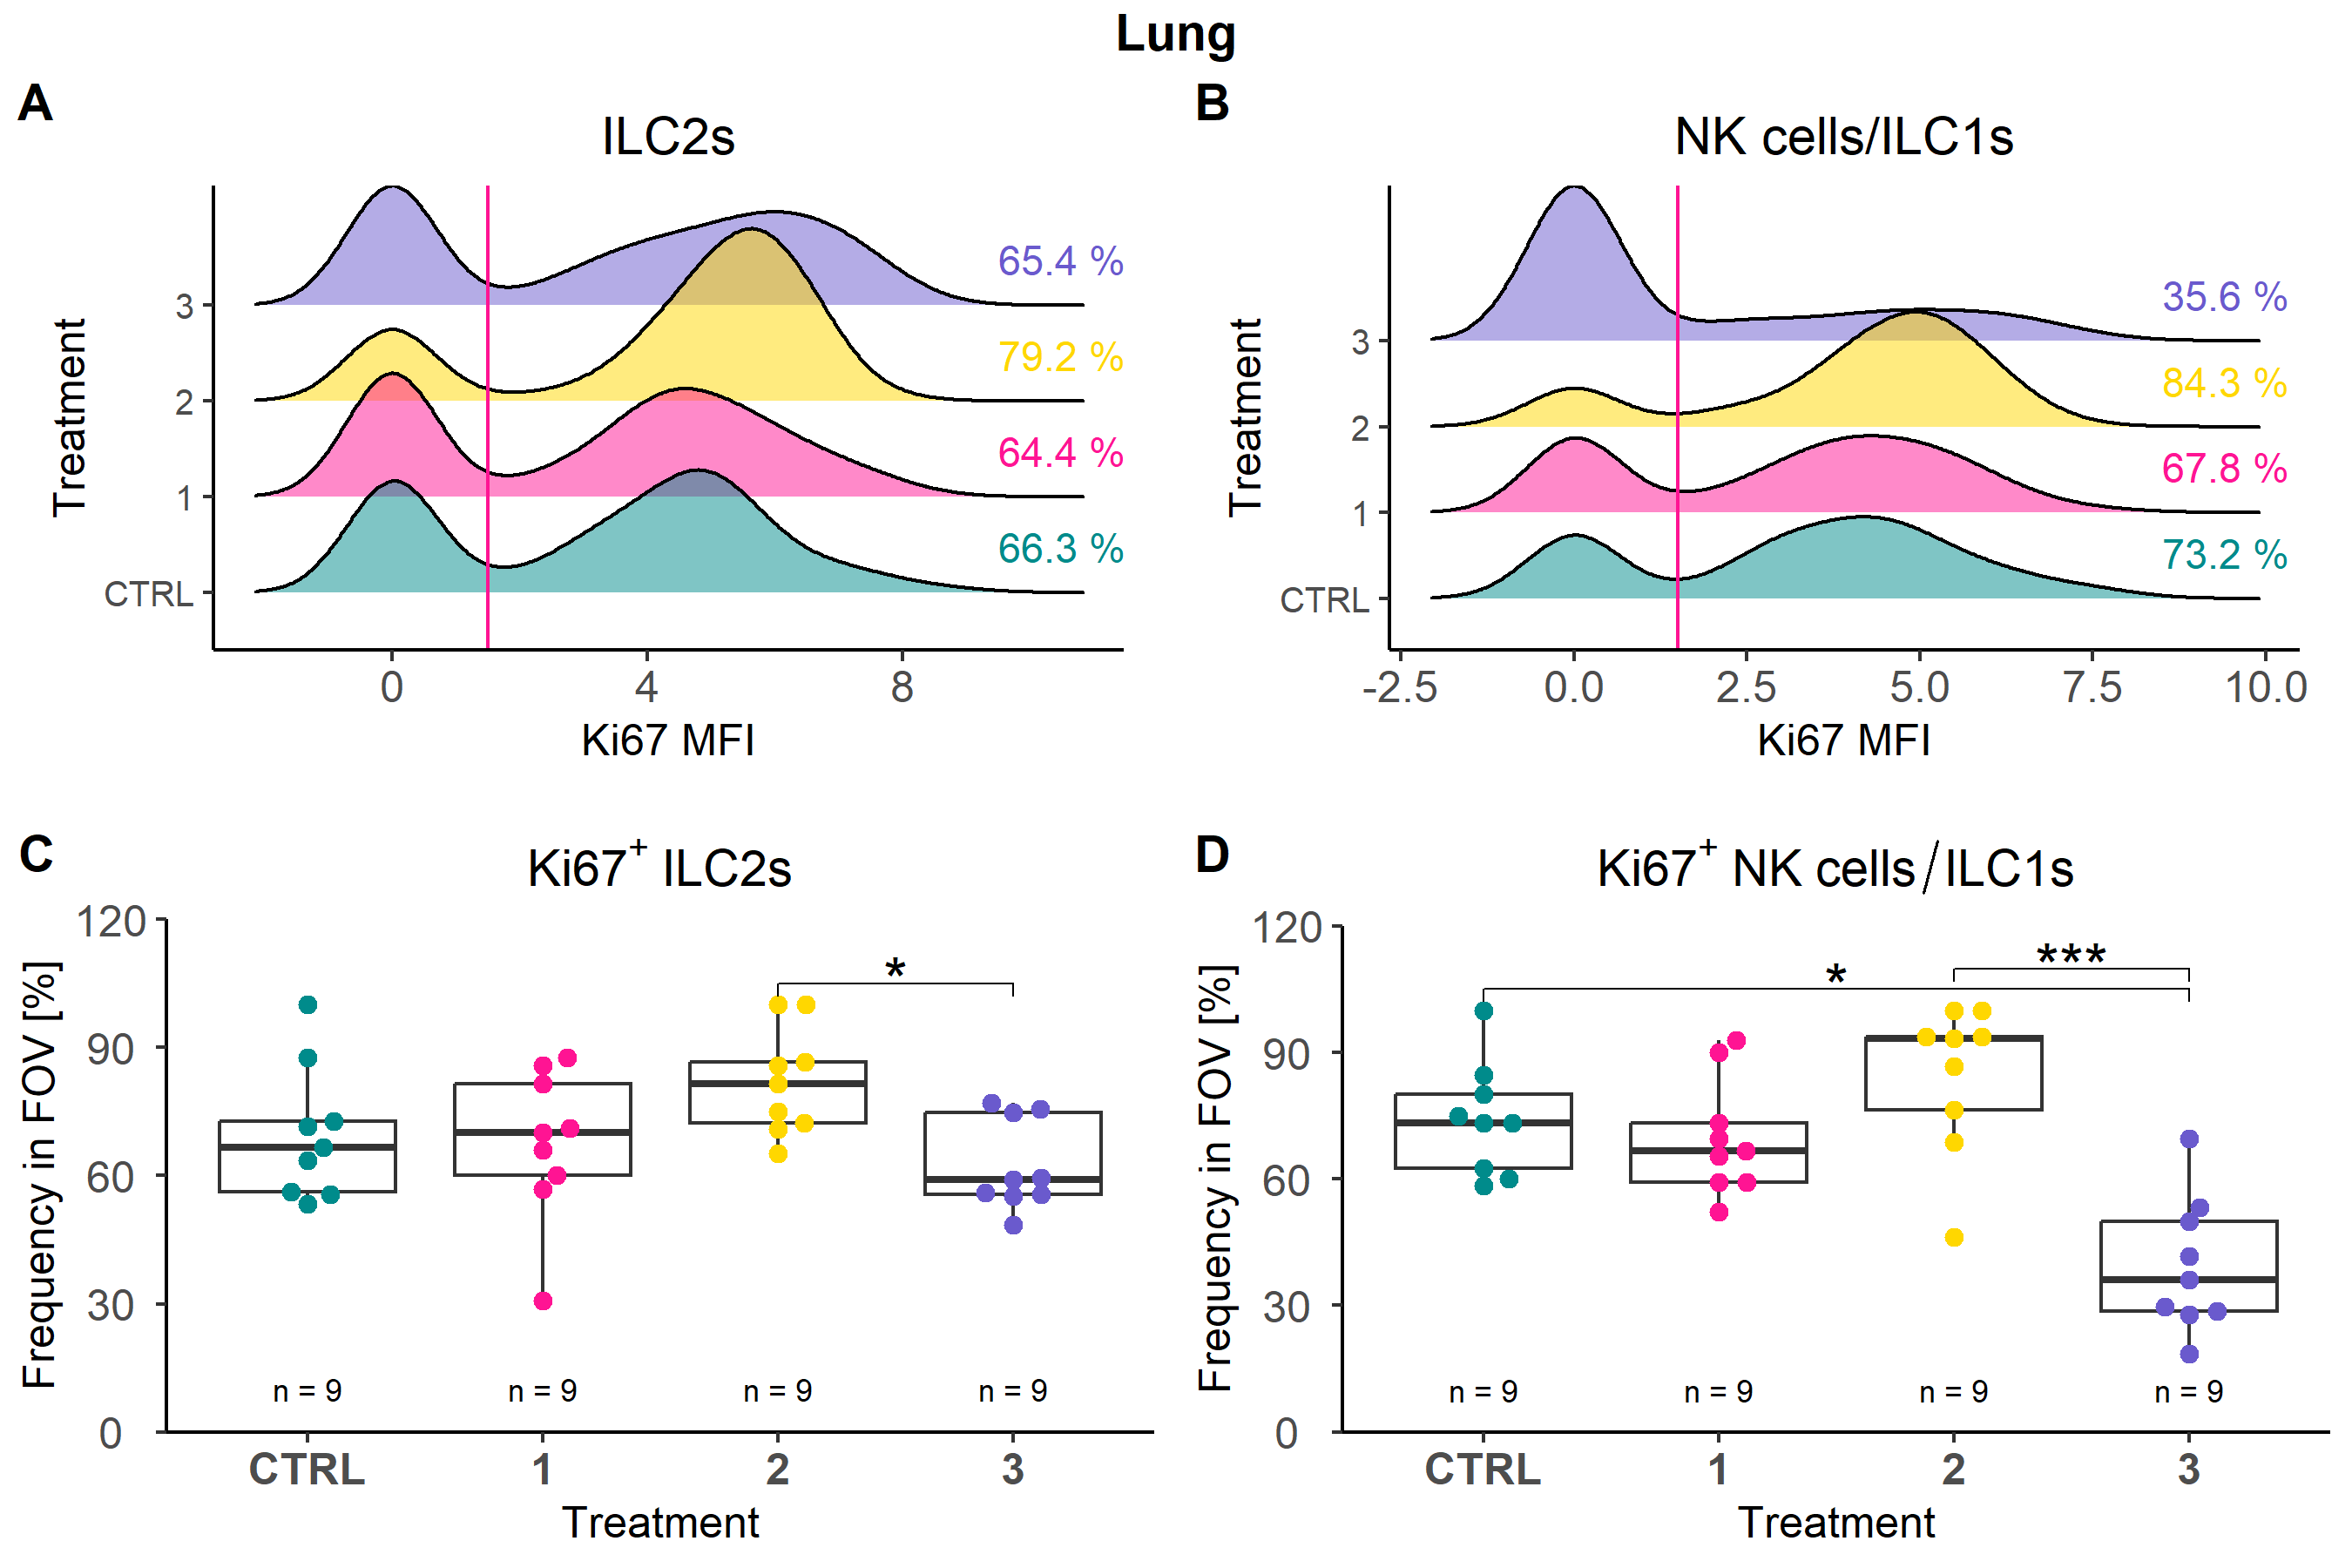 Lung
A
ILC2s
Treatment
3
2
1
CTRL
65.4 %
79.2 %
64.4 %
66.3 %
0 4 8
Ki67 MFI
B
NK cells/ILC1s
Treatment
3
2
1
CTRL
35.6 %
84.3 %
67.8 %
73.2 %
-2.5 0.0 2.5 5.0 7.5 10.0
Ki67 MFI
C
Ki67⁺ ILC2s
Frequency in FOV [%]
120
90
60
30
0
*
n = 9 n = 9 n = 9 n = 9
CTRL 1 2 3
Treatment
D
Ki67⁺ NK cells/ILC1s
Frequency in FOV [%]
120
90
60
30
0
***
*
n = 9 n = 9 n = 9 n = 9
CTRL 1 2 3
Treatment